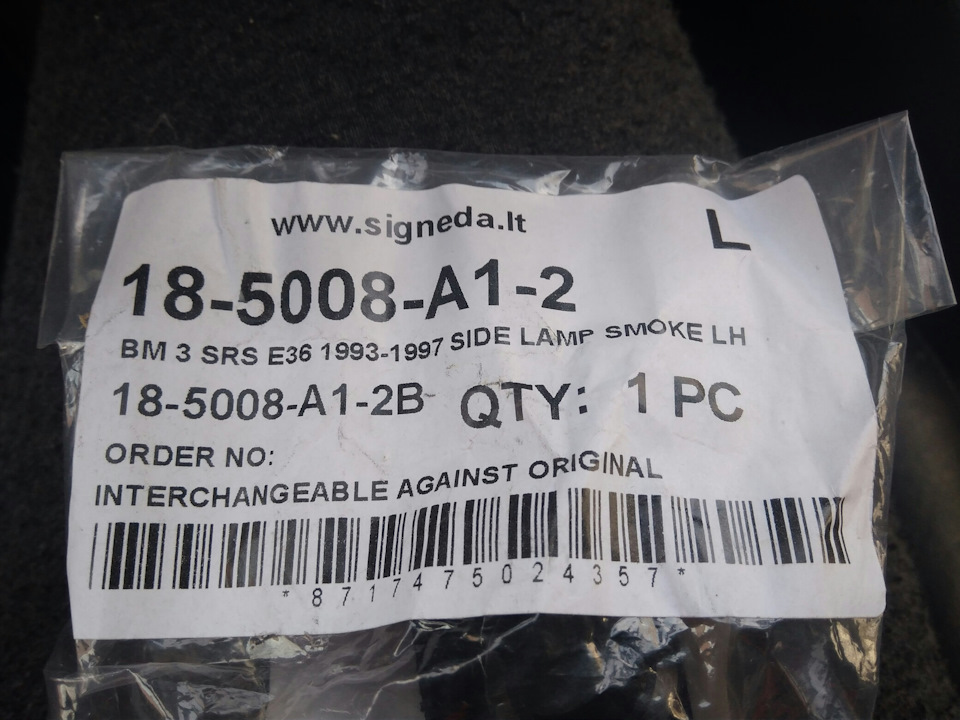 www.signeda.lt
L
18-5008-A1-2
BM 3 SRS E36 1993-1997 SIDE LAMP SMOKE LH
18-5008-A1-2B QTY: 1 PC
ORDER NO:
INTERCHANGEABLE AGAINST ORIGINAL
*8717475024357*